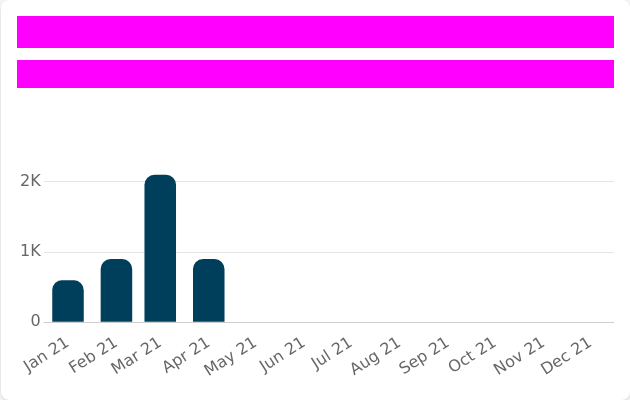 2K
1K
0
Jan 21
Feb 21
Mar 21
Apr 21
May 21
Jun 21
Jul 21
Aug 21
Sep 21
Oct 21
Nov 21
Dec 21